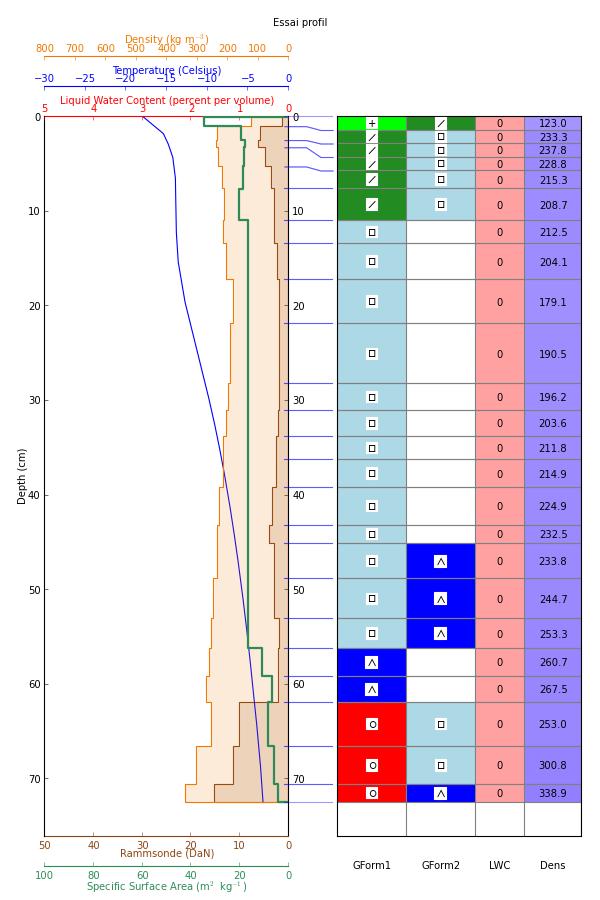 Essai profil
Density (kg m⁻³)
800 700 600 500 400 300 200 100 0
Temperature (Celsius)
−30 −25 −20 −15 −10 −5 0
Liquid Water Content (percent per volume)
5 4 3 2 1 0
0 0 + / 0 123.0
/ 0 233.3
/ 0 237.8
/ 0 228.8
/ 0 215.3
10 10 / 0 208.7
0 212.5
0 204.1
20 20 0 179.1
0 190.5
30 30 0 196.2
0 203.6
0 211.8
0 214.9
40 40 0 224.9
0 232.5
0 233.8
50 50 0 244.7
0 253.3
60 60 0 260.7
0 267.5
0 253.0
0 300.8
70 70 0 338.9
Depth (cm)
50 40 30 20 10 0
Rammsonde (DaN)
100 80 60 40 20 0
Specific Surface Area (m² kg⁻¹)
GForm1 GForm2 LWC Dens